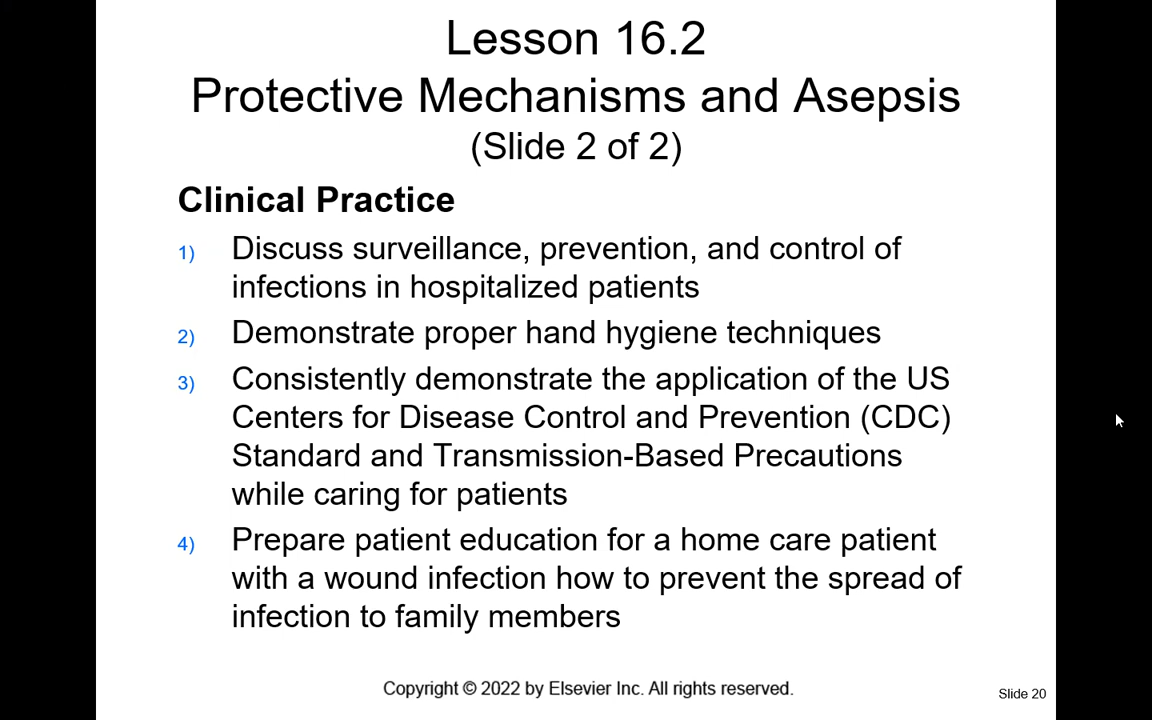 Lesson 16.2
Protective Mechanisms and Asepsis
(Slide 2 of 2)
Clinical Practice
1) Discuss surveillance, prevention, and control of
infections in hospitalized patients
2) Demonstrate proper hand hygiene techniques
3) Consistently demonstrate the application of the US
Centers for Disease Control and Prevention (CDC)
Standard and Transmission-Based Precautions
while caring for patients
4) Prepare patient education for a home care patient
with a wound infection how to prevent the spread of
infection to family members
Copyright © 2022 by Elsevier Inc. All rights reserved.
Slide 20